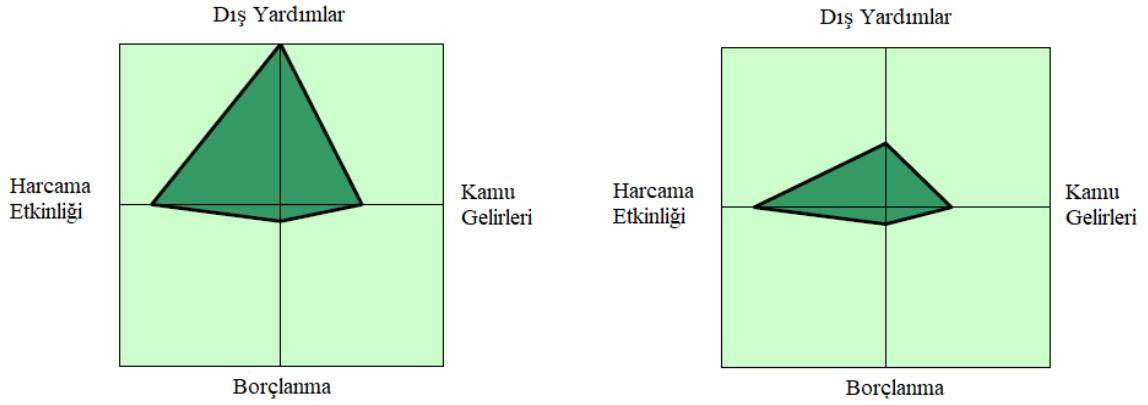 Dış Yardımlar
Harcama
Etkinliği
Kamu
Gelirleri
Borçlanma
Dış Yardımlar
Harcama
Etkinliği
Kamu
Gelirleri
Borçlanma